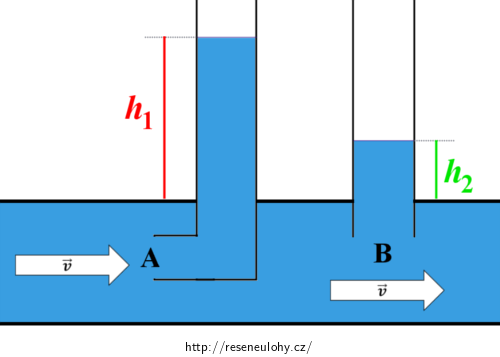 h₁
h₂
A
B
v⃗
v⃗
http://reseneulohy.cz/